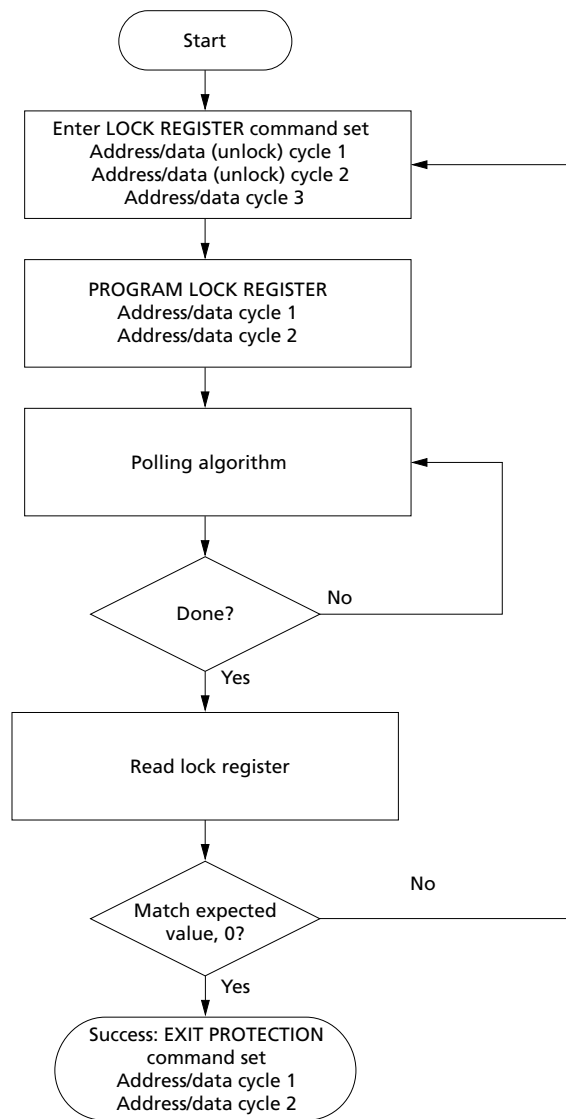 Start
Enter LOCK REGISTER command set
Address/data (unlock) cycle 1
Address/data (unlock) cycle 2
Address/data cycle 3
PROGRAM LOCK REGISTER
Address/data cycle 1
Address/data cycle 2
Polling algorithm
Done?
No
Yes
Read lock register
Match expected
value, 0?
No
Yes
Success: EXIT PROTECTION
command set
Address/data cycle 1
Address/data cycle 2